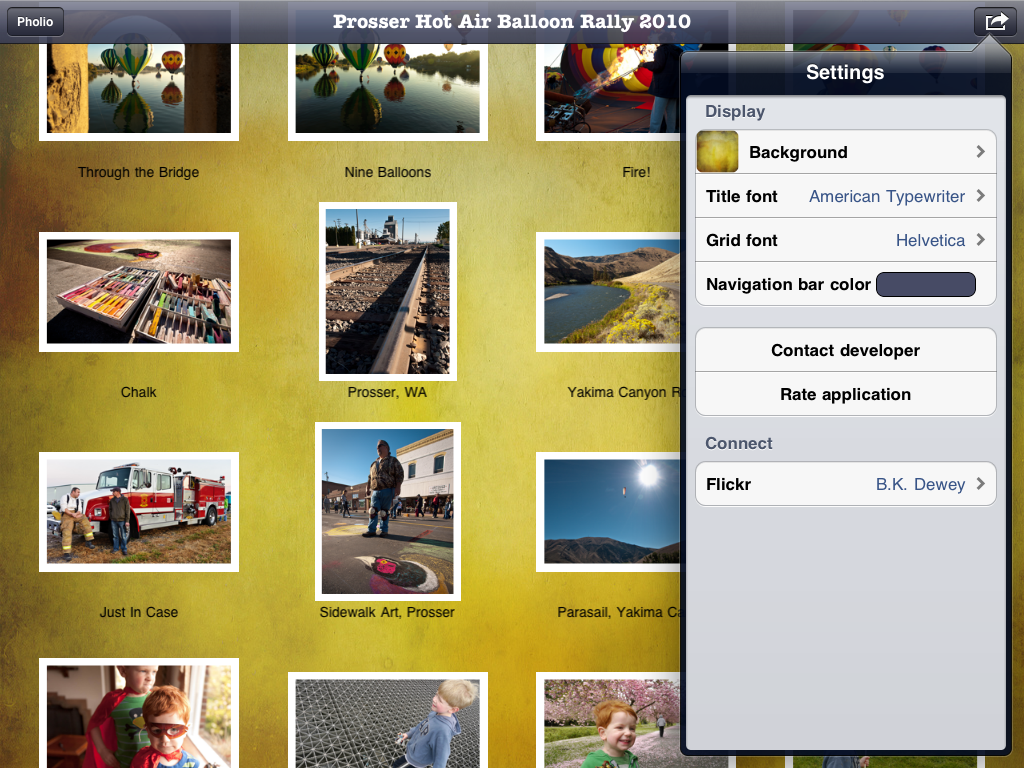 Pholio
Prosser Hot Air Balloon Rally 2010
Settings
Display
Background
Title font American Typewriter
Grid font Helvetica
Navigation bar color
Contact developer
Rate application
Connect
Flickr B.K. Dewey
Through the Bridge
Nine Balloons
Fire!
Chalk
Prosser, WA
Yakima Canyon R
Just In Case
Sidewalk Art, Prosser
Parasail, Yakima Ca